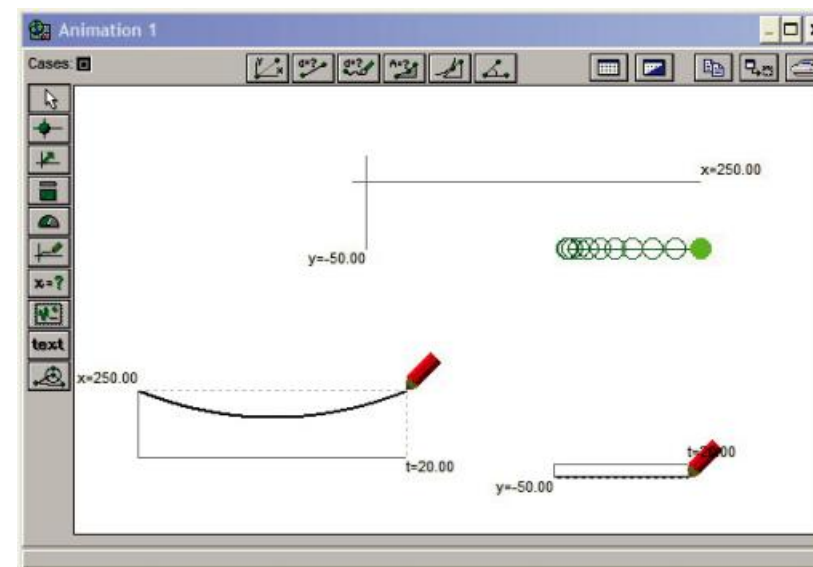 Animation 1
Cases:
x=250.00
y=-50.00
x=?
text
x=250.00
t=20.00
y=-50.00